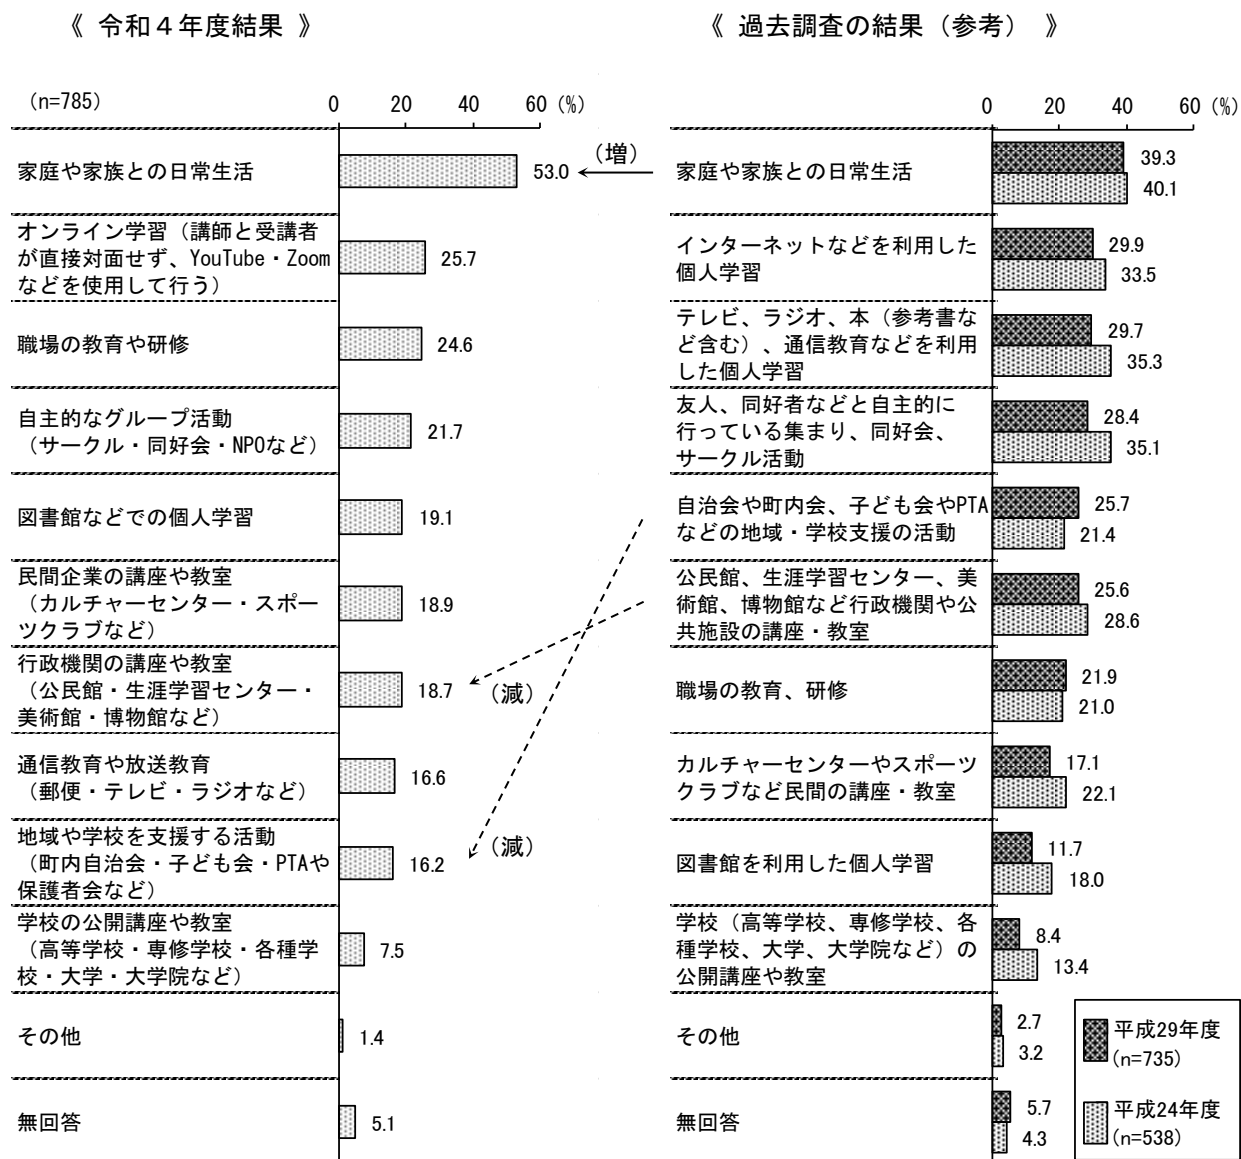 《 令和４年度結果 》
(n=785)
0 20 40 60 (%)
家庭や家族との日常生活
53.0
オンライン学習（講師と受講者
が直接対面せず、YouTube・Zoom
などを使用して行う）
25.7
職場の教育や研修
24.6
自主的なグループ活動
（サークル・同好会・NPOなど）
21.7
図書館などでの個人学習
19.1
民間企業の講座や教室
（カルチャーセンター・スポー
ツクラブなど）
18.9
行政機関の講座や教室
（公民館・生涯学習センター・
美術館・博物館など）
18.7
通信教育や放送教育
（郵便・テレビ・ラジオなど）
16.6
地域や学校を支援する活動
（町内自治会・子ども会・PTAや
保護者会など）
16.2
学校の公開講座や教室
（高等学校・専修学校・各種学
校・大学・大学院など）
7.5
その他
1.4
無回答
5.1
（増）
（減）
（減）
《 過去調査の結果（参考） 》
0 20 40 60 (%)
家庭や家族との日常生活
39.3
40.1
インターネットなどを利用した
個人学習
29.9
33.5
テレビ、ラジオ、本（参考書な
ど含む）、通信教育などを利用
した個人学習
29.7
35.3
友人、同好者などと自主的に
行っている集まり、同好会、
サークル活動
28.4
35.1
自治会や町内会、子ども会やPTA
などの地域・学校支援の活動
25.7
21.4
公民館、生涯学習センター、美
術館、博物館など行政機関や公
共施設の講座・教室
25.6
28.6
職場の教育、研修
21.9
21.0
カルチャーセンターやスポーツ
クラブなど民間の講座・教室
17.1
22.1
図書館を利用した個人学習
11.7
18.0
学校（高等学校、専修学校、各
種学校、大学、大学院など）の
公開講座や教室
8.4
13.4
その他
2.7
3.2
無回答
5.7
4.3
平成29年度
(n=735)
平成24年度
(n=538)